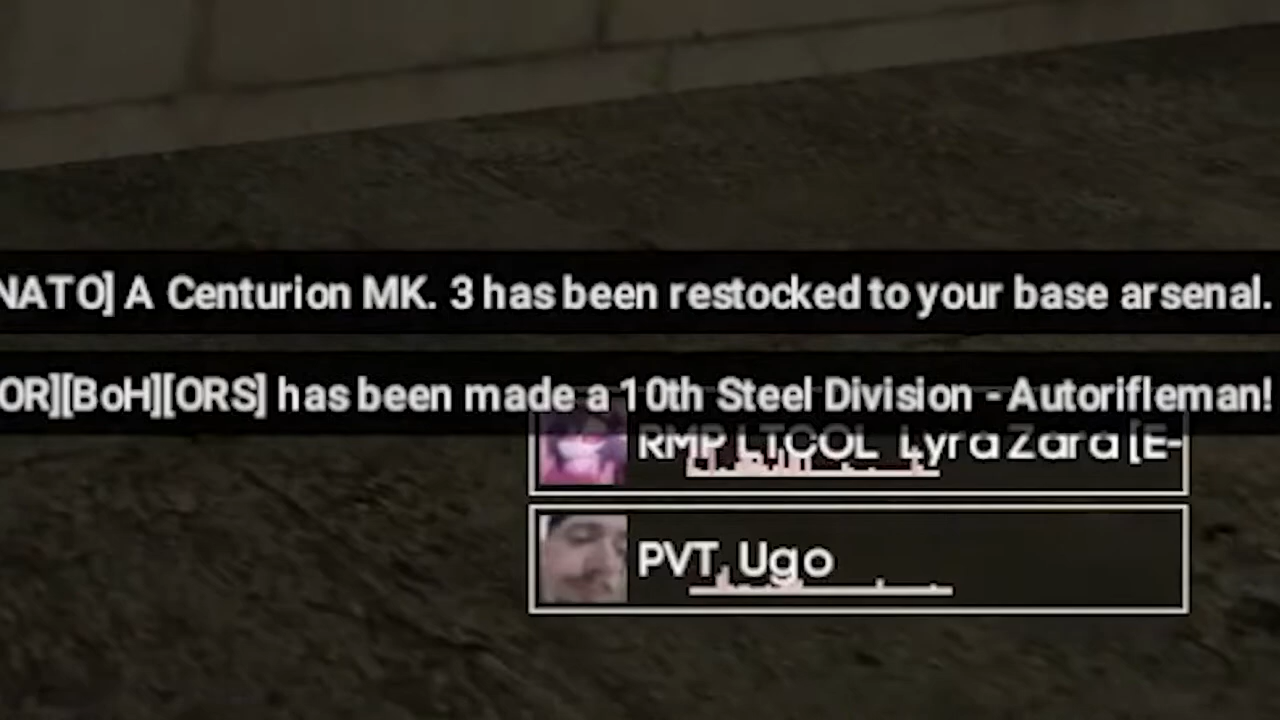 NATO] A Centurion MK. 3 has been restocked to your base arsenal.
OR][BoH][ORS] has been made a 10th Steel Division - Autorifleman!
RMP LTCOL Lyra Zara [E-
PVT Ugo